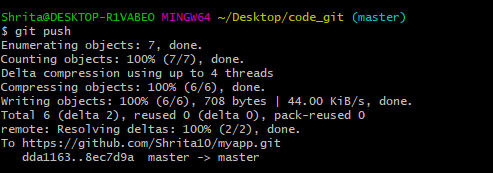 Shrita@DESKTOP-R1VABEO MINGW64 ~/Desktop/code_git (master)
$ git push
Enumerating objects: 7, done.
Counting objects: 100% (7/7), done.
Delta compression using up to 4 threads
Compressing objects: 100% (6/6), done.
Writing objects: 100% (6/6), 708 bytes | 44.00 KiB/s, done.
Total 6 (delta 2), reused 0 (delta 0), pack-reused 0
remote: Resolving deltas: 100% (2/2), done.
To https://github.com/Shrita10/myapp.git
dda1163..8ec7d9a master -> master